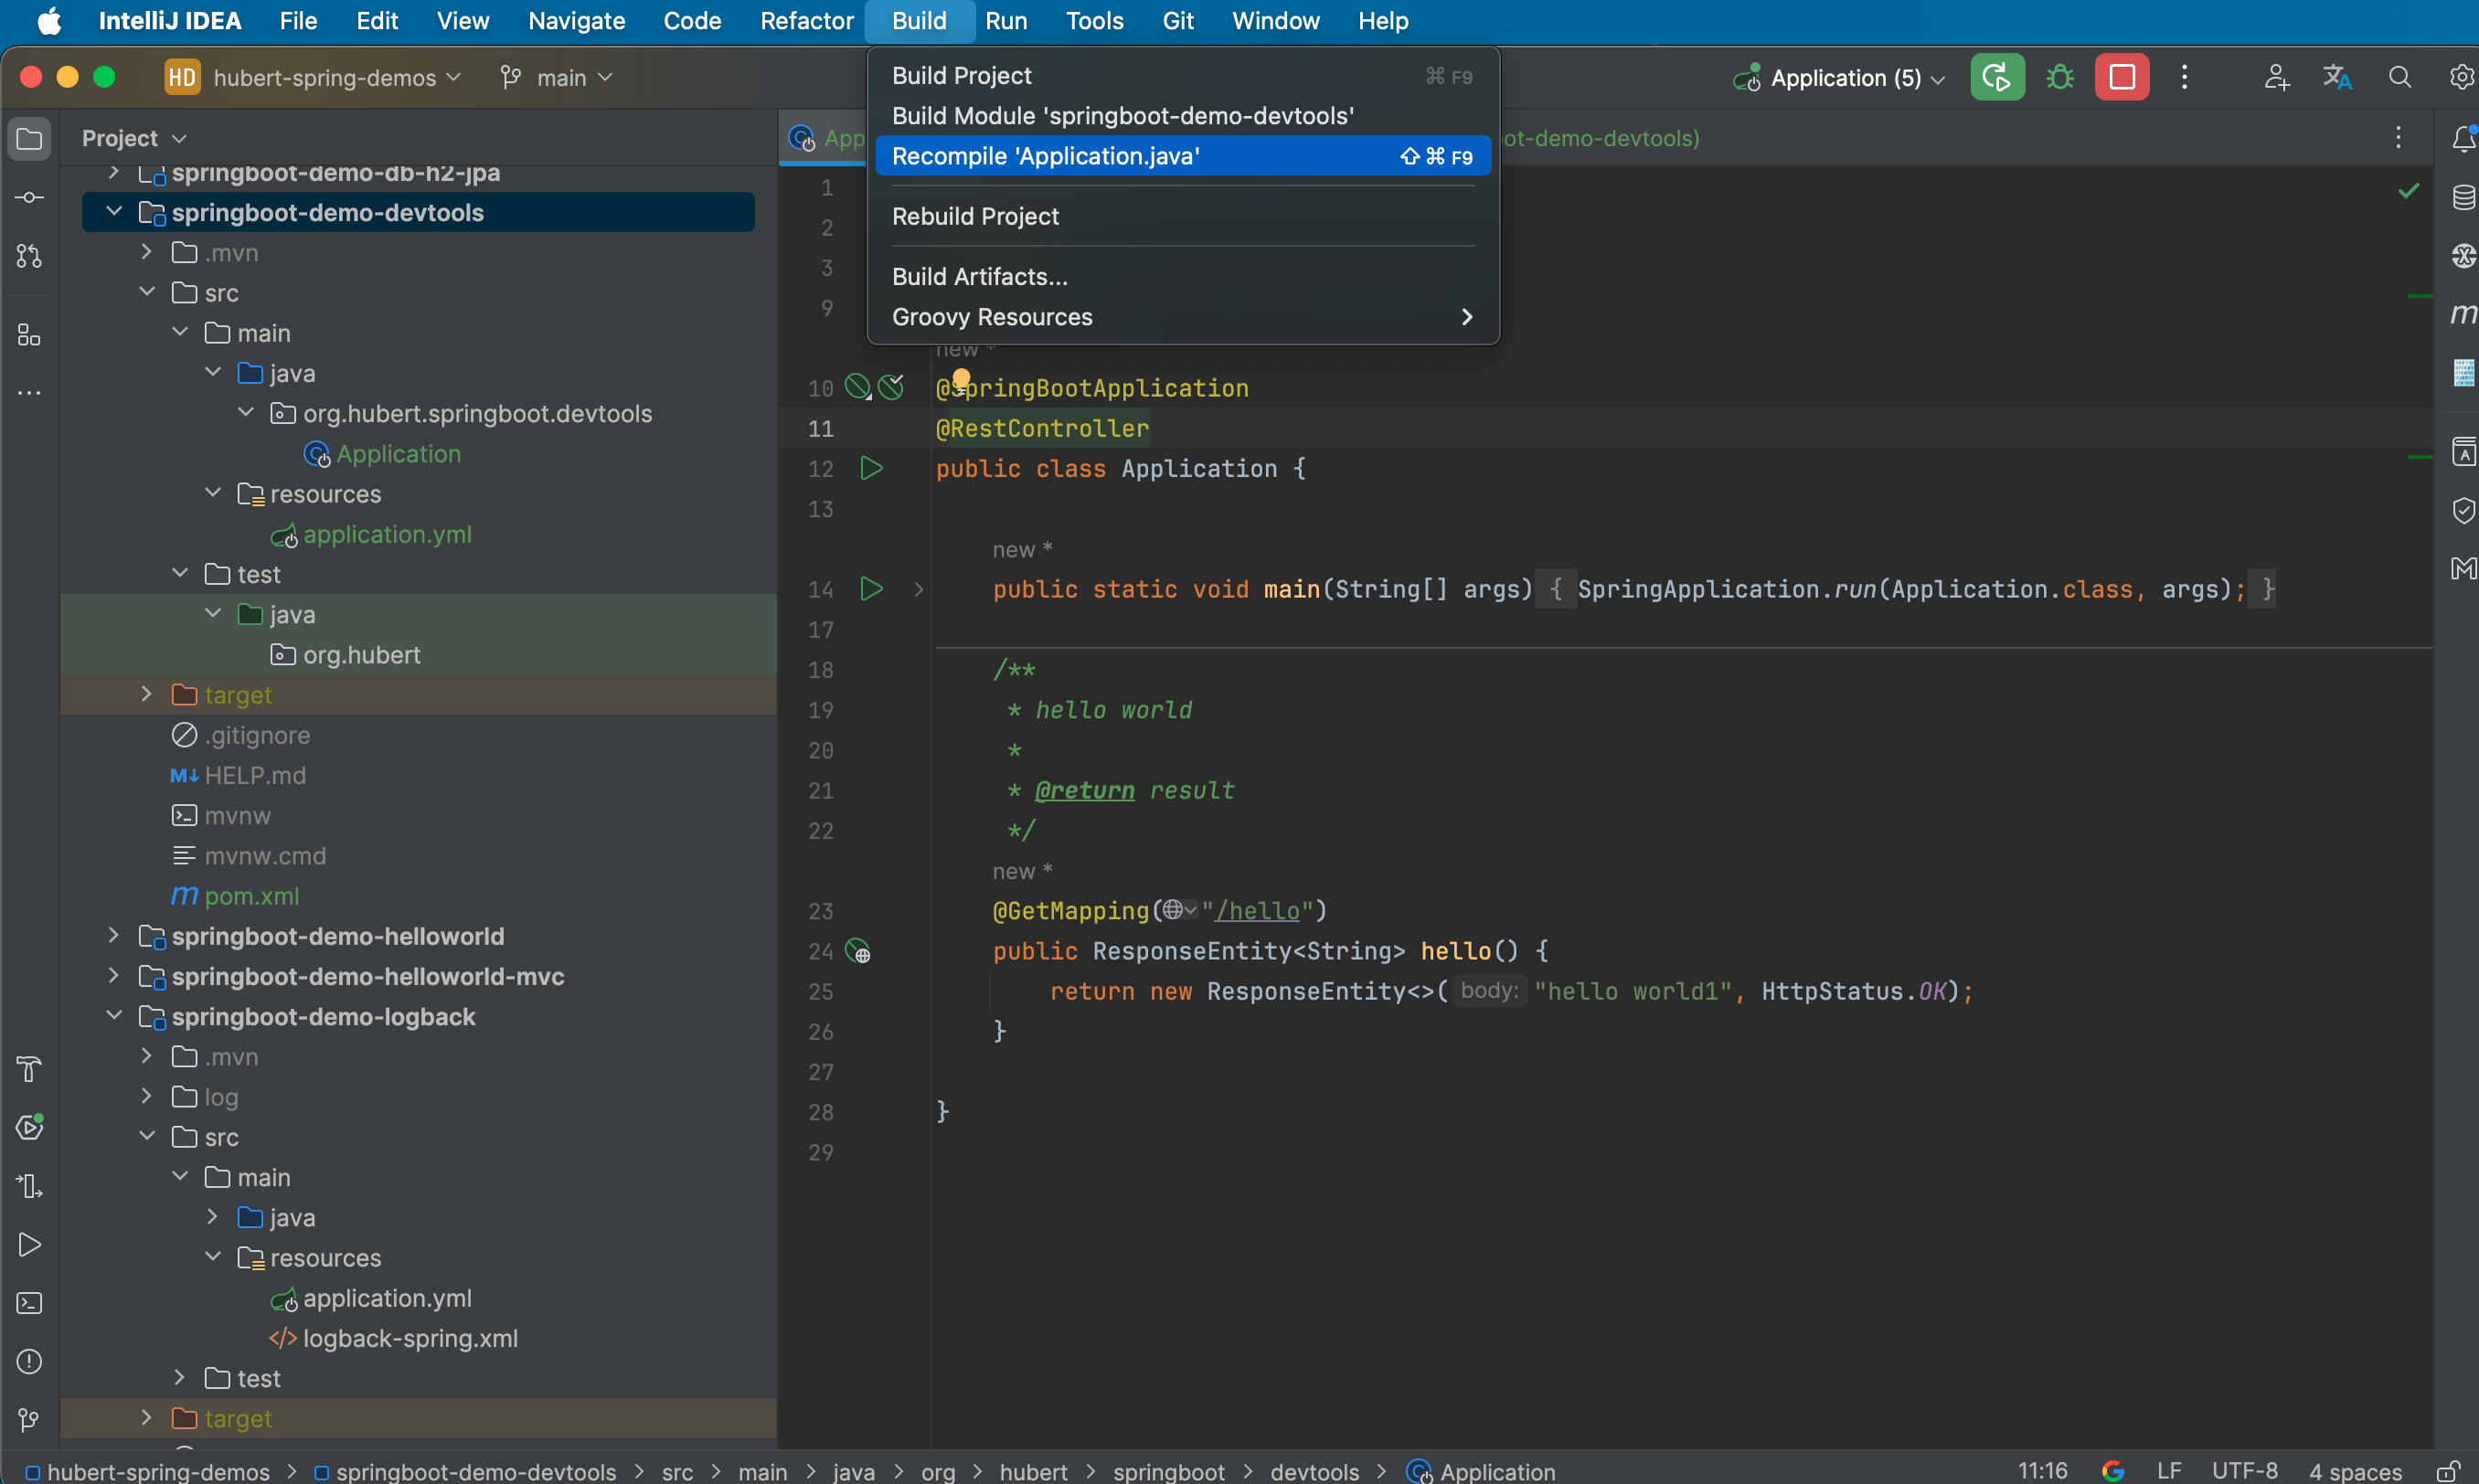 IntelliJ IDEA File Edit View Navigate Code Refactor Build Run Tools Git Window Help
HD hubert-spring-demos main Application (5)
Build Project ⌘ F9
Build Module 'springboot-demo-devtools'
Recompile 'Application.java' ⇧ ⌘ F9
Rebuild Project
Build Artifacts...
Groovy Resources
Project
springboot-demo-db-h2-jpa
springboot-demo-devtools
.mvn
src
main
java
org.hubert.springboot.devtools
Application
resources
application.yml
test
java
org.hubert
target
.gitignore
M↓ HELP.md
mvnw
mvnw.cmd
m pom.xml
springboot-demo-helloworld
springboot-demo-helloworld-mvc
springboot-demo-logback
.mvn
log
src
main
java
resources
application.yml
</> logback-spring.xml
test
target
App ot-demo-devtools)
1
2
3
9
new *
10 @SpringBootApplication
11 @RestController
12 public class Application {
13
new *
14 public static void main(String[] args) { SpringApplication.run(Application.class, args); }
17
18 /**
19 * hello world
20 *
21 * @return result
22 */
new *
23 @GetMapping("/hello")
24 public ResponseEntity<String> hello() {
25 return new ResponseEntity<>( body: "hello world1", HttpStatus.OK);
26 }
27
28 }
29
hubert-spring-demos > springboot-demo-devtools > src > main > java > org > hubert > springboot > devtools > Application 11:16 LF UTF-8 4 spaces